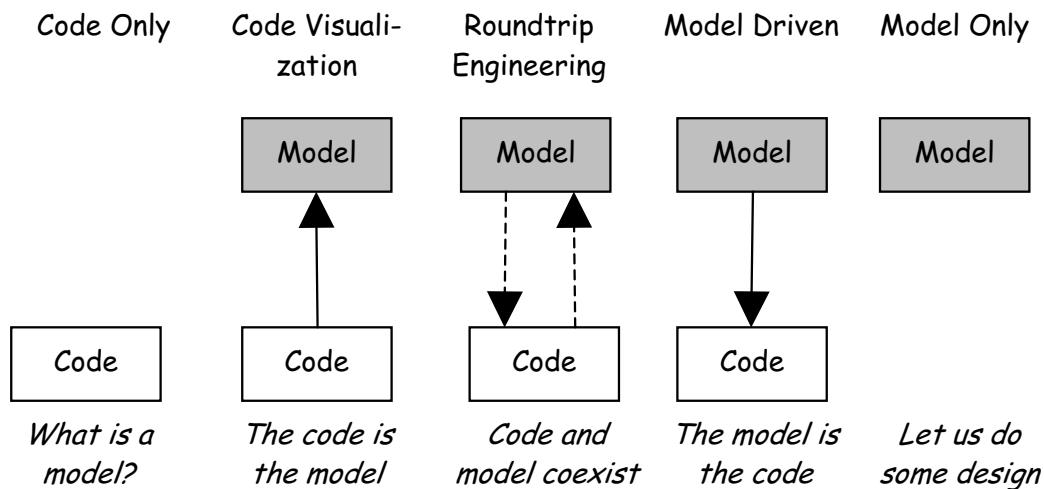 Code Only
Code Visuali-
zation
Roundtrip
Engineering
Model Driven
Model Only
Model
Model
Model
Model
Code
Code
Code
Code
What is a
model?
The code is
the model
Code and
model coexist
The model is
the code
Let us do
some design